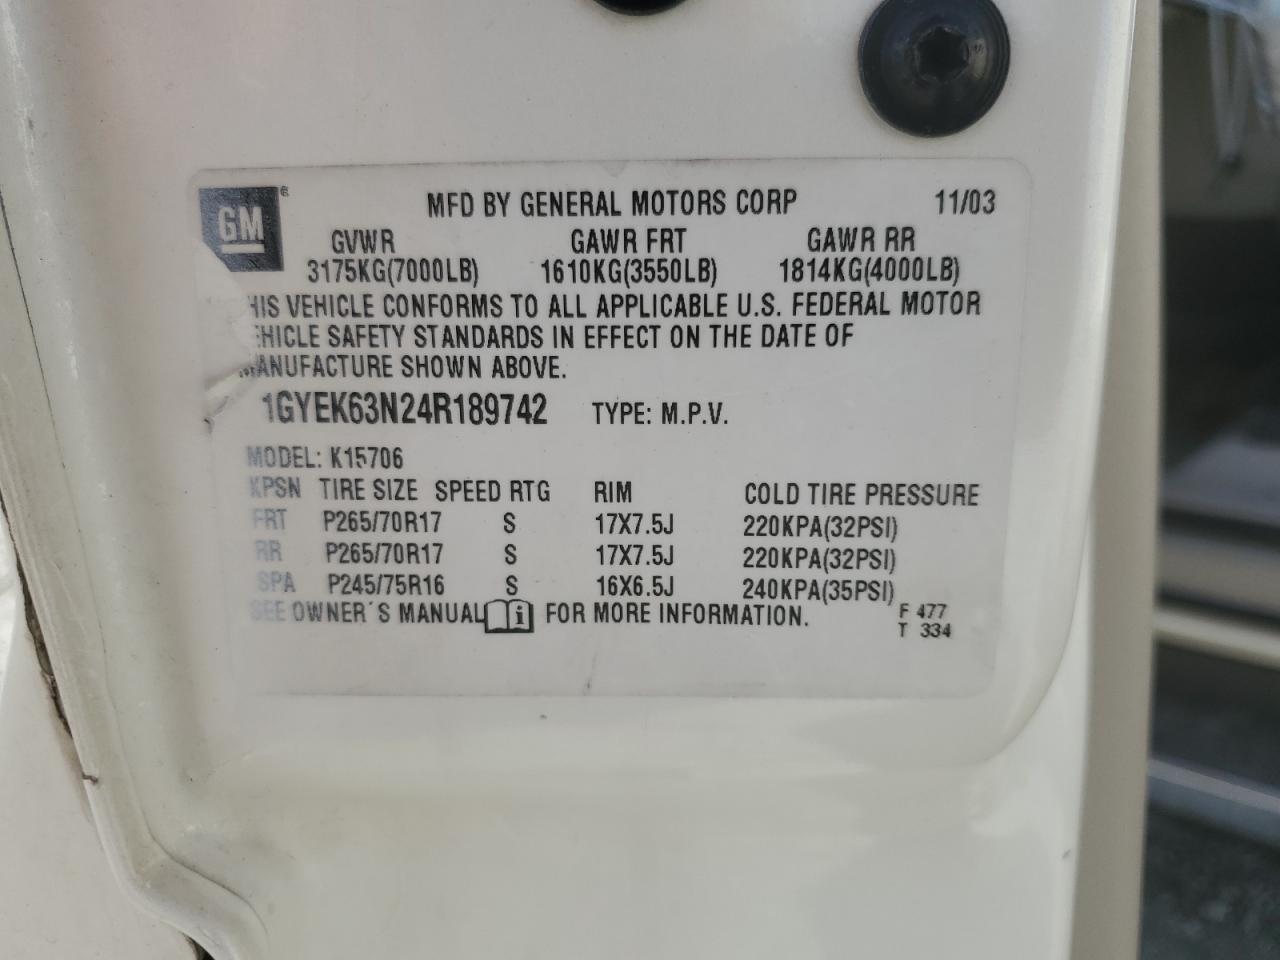 GM ®
MFD BY GENERAL MOTORS CORP 11/03
GVWR GAWR FRT GAWR RR
3175KG(7000LB) 1610KG(3550LB) 1814KG(4000LB)
HIS VEHICLE CONFORMS TO ALL APPLICABLE U.S. FEDERAL MOTOR
EHICLE SAFETY STANDARDS IN EFFECT ON THE DATE OF
MANUFACTURE SHOWN ABOVE.
1GYEK63N24R189742 TYPE: M.P.V.
MODEL: K15706
KPSN TIRE SIZE SPEED RTG RIM COLD TIRE PRESSURE
FRT P265/70R17 S 17X7.5J 220KPA(32PSI)
RR P265/70R17 S 17X7.5J 220KPA(32PSI)
SPA P245/75R16 S 16X6.5J 240KPA(35PSI)
SEE OWNER'S MANUAL i FOR MORE INFORMATION.
F 477
T 334